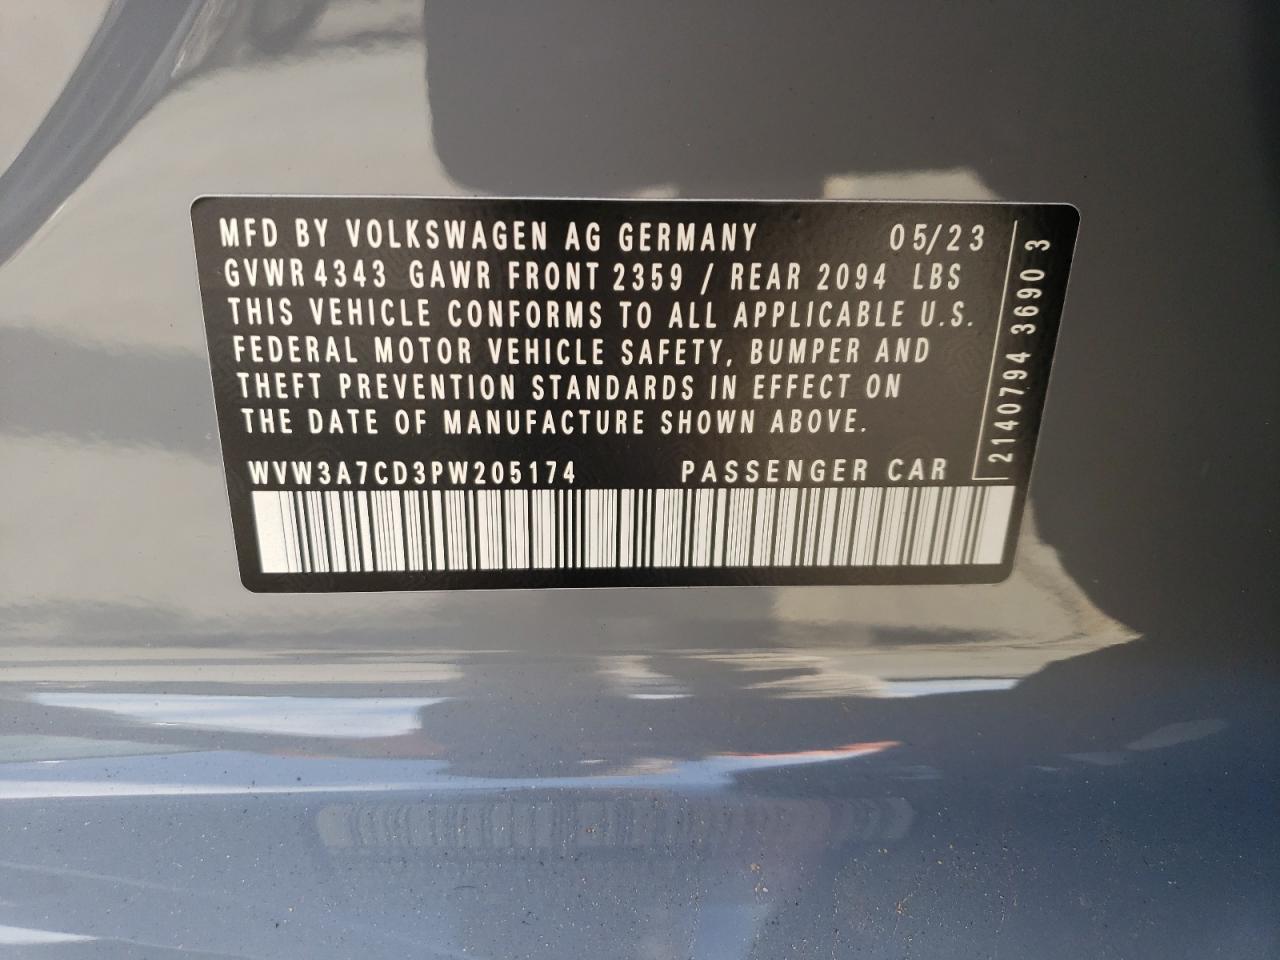 MFD BY VOLKSWAGEN AG GERMANY 05/23
GVWR 4343 GAWR FRONT 2359 / REAR 2094 LBS
THIS VEHICLE CONFORMS TO ALL APPLICABLE U.S.
FEDERAL MOTOR VEHICLE SAFETY, BUMPER AND
THEFT PREVENTION STANDARDS IN EFFECT ON
THE DATE OF MANUFACTURE SHOWN ABOVE.
WVW3A7CD3PW205174 PASSENGER CAR
2140794 3690 3